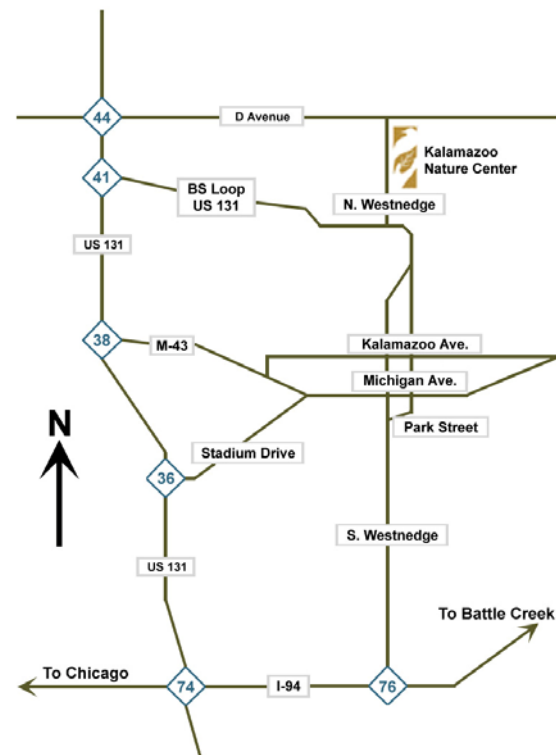 44
D Avenue
Kalamazoo
Nature Center
41
BS Loop
US 131
N. Westnedge
US 131
38
M-43
Kalamazoo Ave.
Michigan Ave.
N
Park Street
Stadium Drive
36
S. Westnedge
US 131
To Battle Creek
To Chicago
74
I-94
76